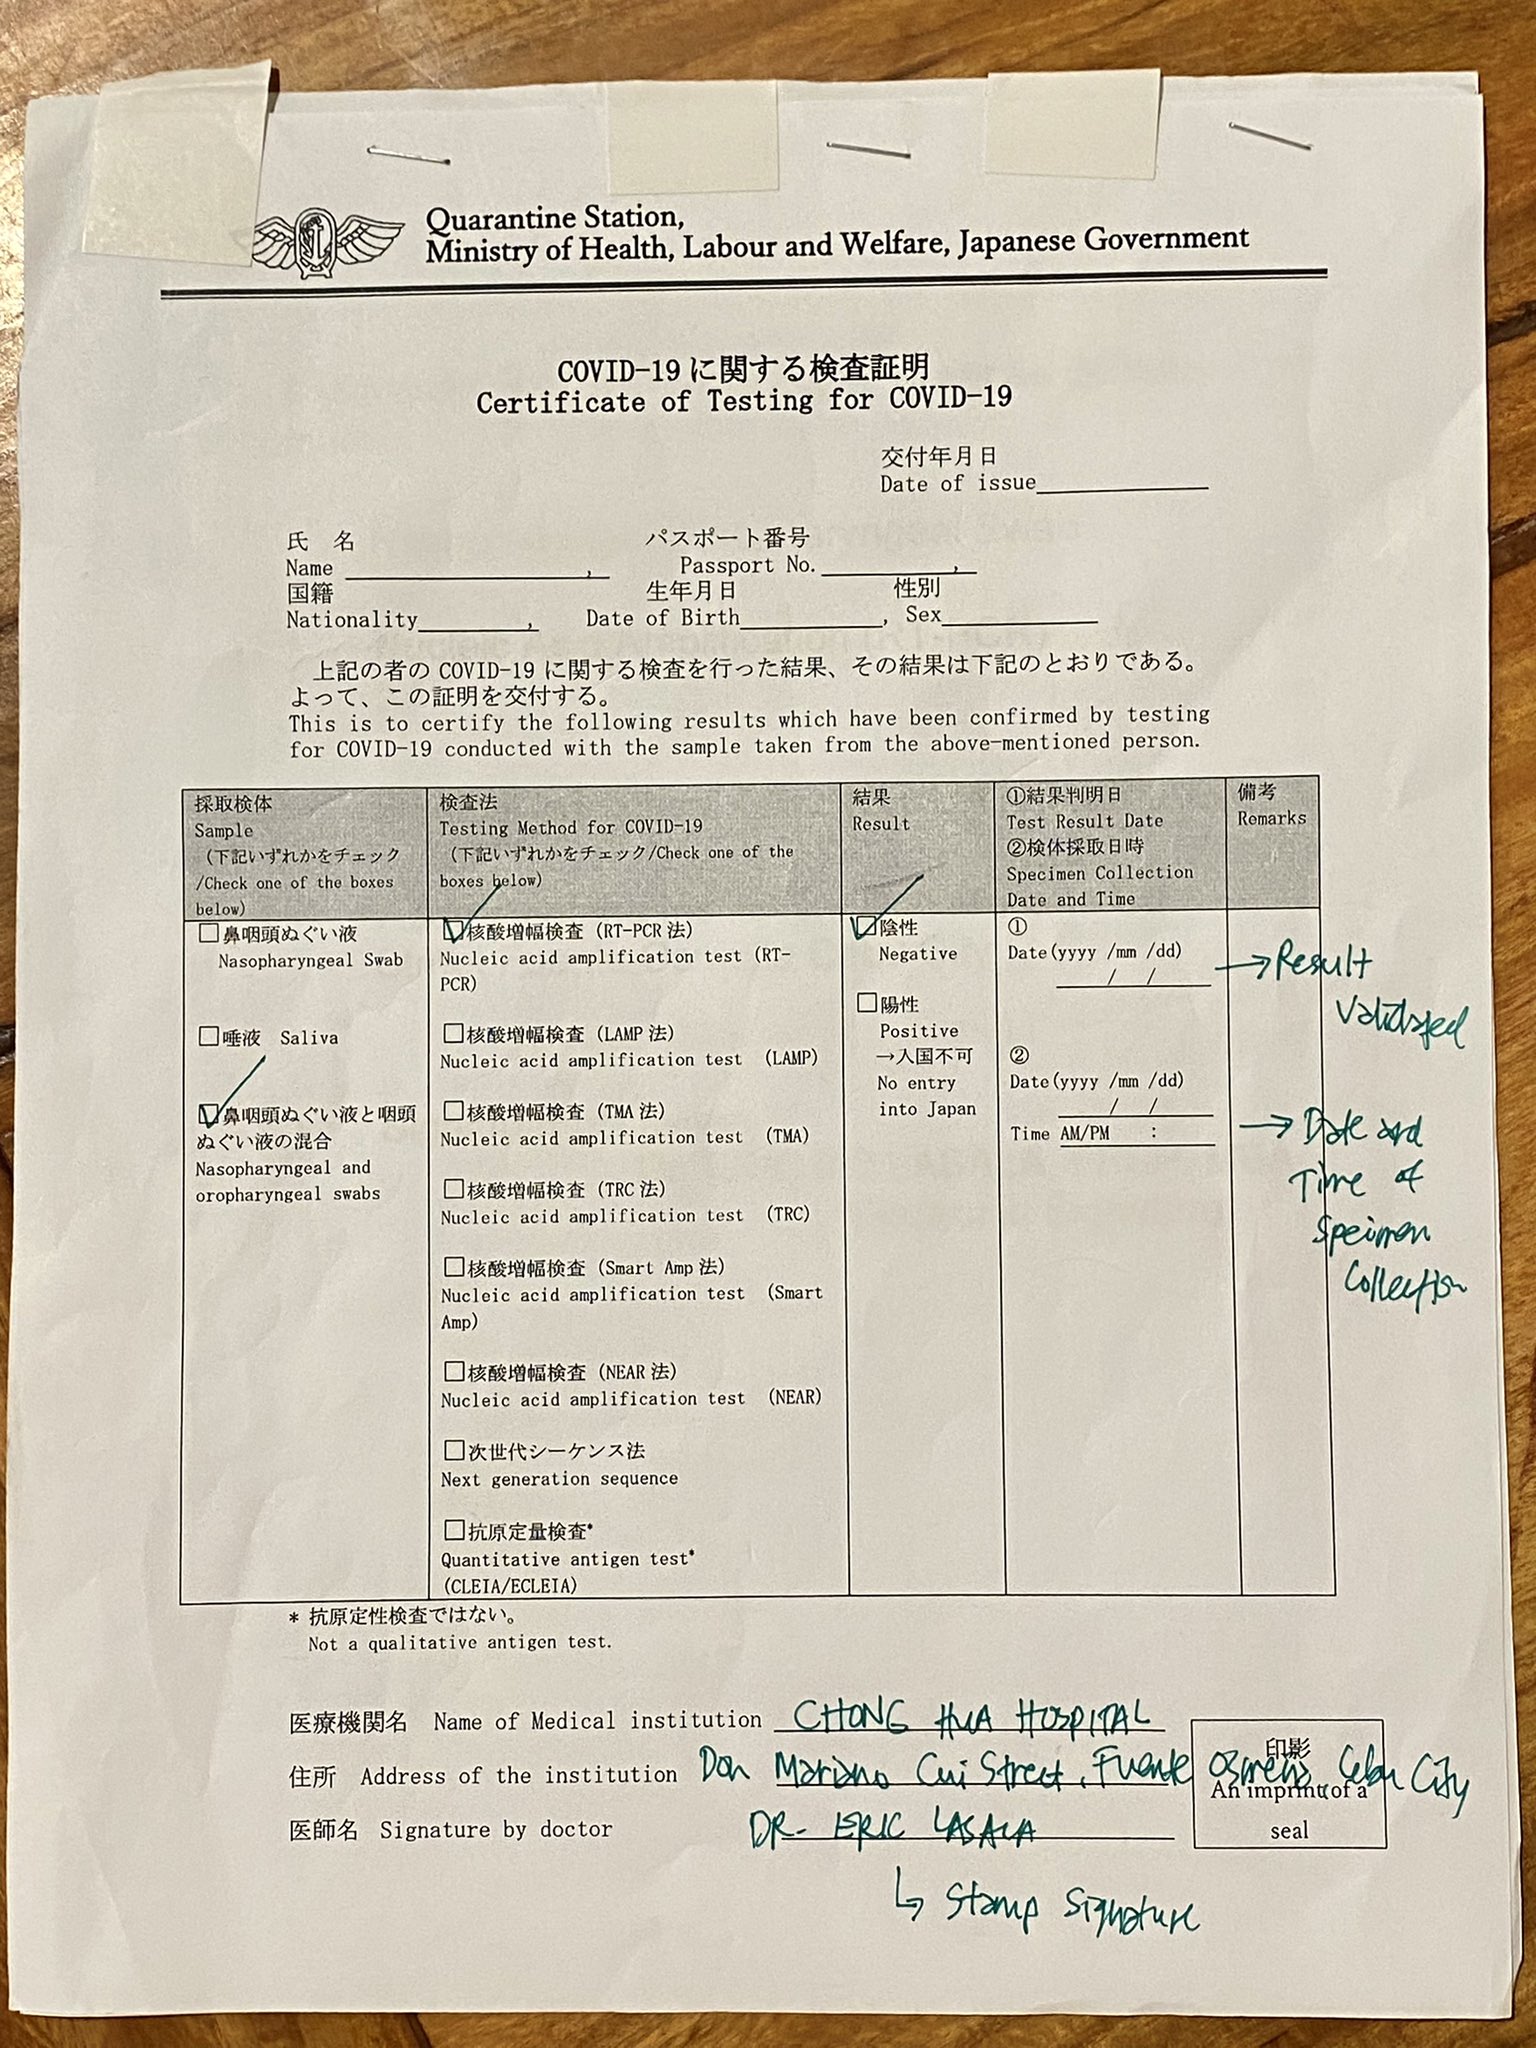 Quarantine Station,
Ministry of Health, Labour and Welfare, Japanese Government
COVID-19 に関する検査証明
Certificate of Testing for COVID-19
交付年月日
Date of issue
氏 名 パスポート番号
Name , Passport No. ,
国籍 生年月日 性別
Nationality , Date of Birth , Sex
上記の者の COVID-19 に関する検査を行った結果、その結果は下記のとおりである。
よって、この証明を交付する。
This is to certify the following results which have been confirmed by testing
for COVID-19 conducted with the sample taken from the above-mentioned person.
採取検体
Sample
(下記いずれかをチェック
/Check one of the boxes
below)
検査法
Testing Method for COVID-19
(下記いずれかをチェック/Check one of the
boxes below)
結果
Result
①結果判明日
Test Result Date
②検体採取日時
Specimen Collection
Date and Time
備考
Remarks
□鼻咽頭ぬぐい液
Nasopharyngeal Swab
□唾液 Saliva
☑鼻咽頭ぬぐい液と咽頭
ぬぐい液の混合
Nasopharyngeal and
oropharyngeal swabs
☑核酸増幅検査 (RT-PCR 法)
Nucleic acid amplification test (RT-
PCR)
□核酸増幅検査 (LAMP 法)
Nucleic acid amplification test (LAMP)
□核酸増幅検査 (TMA 法)
Nucleic acid amplification test (TMA)
□核酸増幅検査 (TRC 法)
Nucleic acid amplification test (TRC)
□核酸増幅検査 (Smart Amp 法)
Nucleic acid amplification test (Smart
Amp)
□核酸増幅検査 (NEAR 法)
Nucleic acid amplification test (NEAR)
□次世代シーケンス法
Next generation sequence
□抗原定量検査*
Quantitative antigen test*
(CLEIA/ECLEIA)
☑陰性
Negative
□陽性
Positive
→入国不可
No entry
into Japan
①
Date(yyyy /mm /dd)
/ /
②
Date(yyyy /mm /dd)
/ /
Time AM/PM :
→ Result
Validated
→ Date and
Time of
Specimen
Collection
* 抗原定性検査ではない。
Not a qualitative antigen test.
医療機関名 Name of Medical institution CHONG HUA HOSPITAL
住所 Address of the institution Don Mariano Cui Street, Fuente Osmeña, Cebu City
医師名 Signature by doctor DR. ERIC LASALA
印影
An imprint of a
seal
↳ Stamp Signature